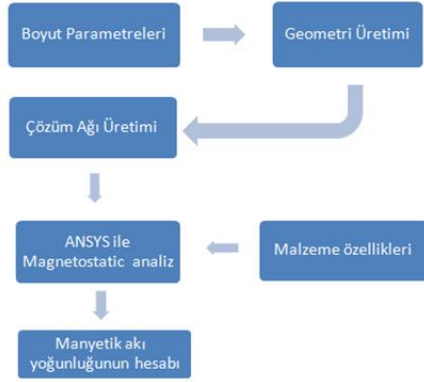 Boyut Parametreleri
Geometri Üretimi
Çözüm Ağı Üretimi
ANSYS ile
Magnetostatic analiz
Malzeme özellikleri
Manyetik akı
yoğunluğunun hesabı